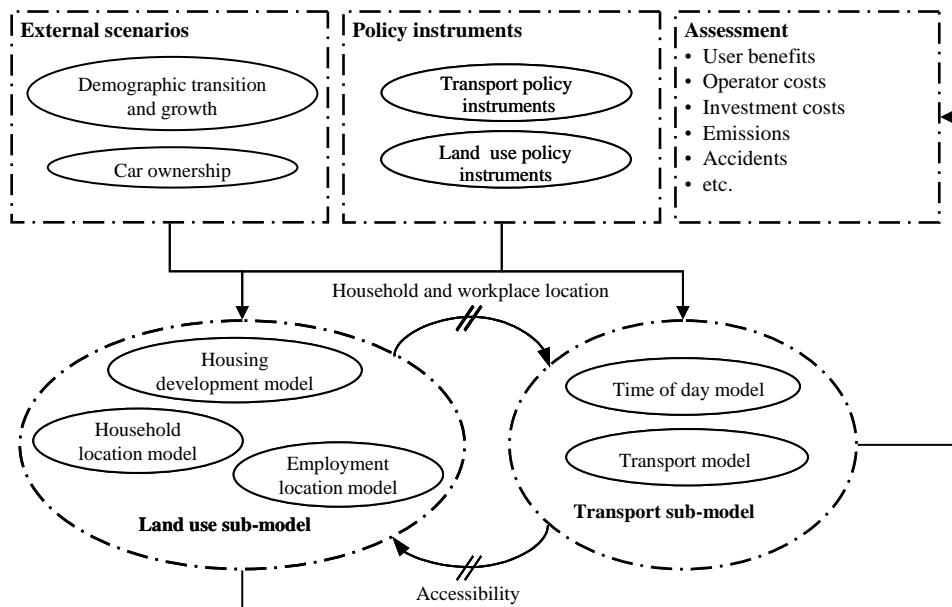 External scenarios
Demographic transition
and growth
Car ownership
Policy instruments
Transport policy
instruments
Land use policy
instruments
Assessment
• User benefits
• Operator costs
• Investment costs
• Emissions
• Accidents
• etc.
Household and workplace location
Housing
development model
Household
location model
Employment
location model
Land use sub-model
Time of day model
Transport model
Transport sub-model
Accessibility